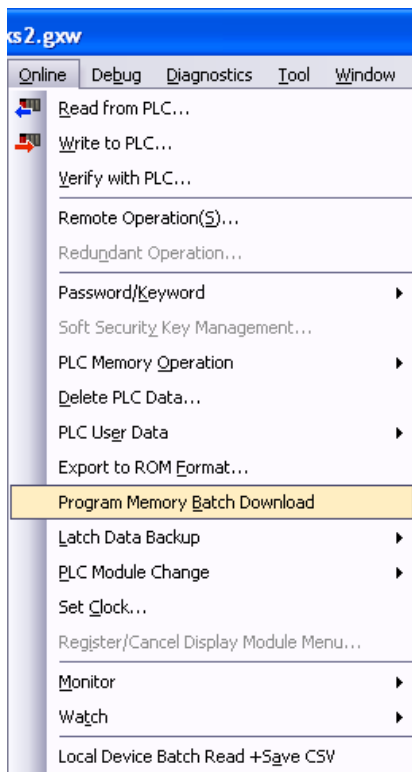 ks2.gxw
Online Debug Diagnostics Tool Window
Read from PLC...
Write to PLC...
Verify with PLC...
Remote Operation(S)...
Redundant Operation...
Password/Keyword
Soft Security Key Management...
PLC Memory Operation
Delete PLC Data...
PLC User Data
Export to ROM Format...
Program Memory Batch Download
Latch Data Backup
PLC Module Change
Set Clock...
Register/Cancel Display Module Menu...
Monitor
Watch
Local Device Batch Read +Save CSV